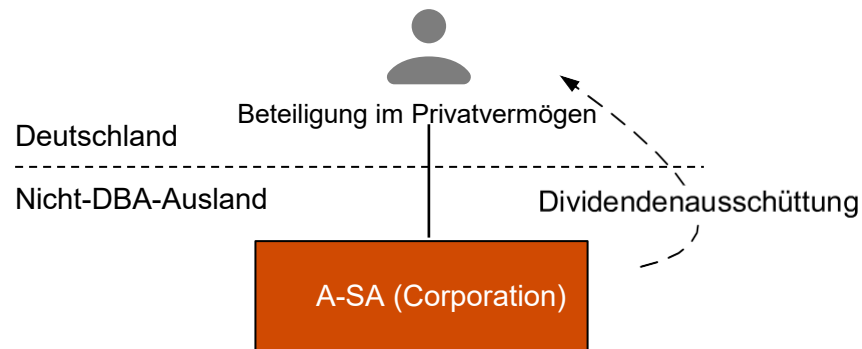 Beteiligung im Privatvermögen
Deutschland
Nicht-DBA-Ausland
Dividendenausschüttung
A-SA (Corporation)